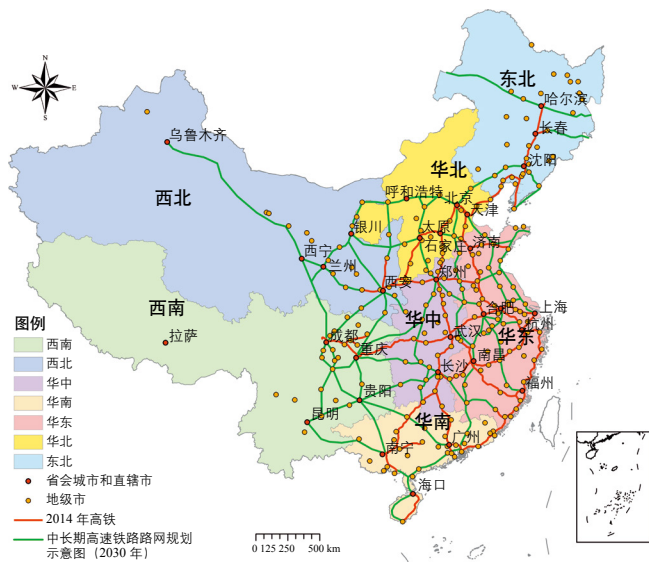 N
W
E
S
东北
哈尔滨
长春
沈阳
乌鲁木齐
西北
华北
呼和浩特
北京
天津
银川
太原
石家庄
济南
西宁
兰州
西安
郑州
西南
拉萨
成都
重庆
华中
武汉
合肥
上海
杭州
华东
南昌
长沙
贵阳
昆明
福州
华南
广州
南宁
海口
图例
西南
西北
华中
华南
华东
华北
东北
省会城市和直辖市
地级市
2014 年高铁
中长期高速铁路路网规划
示意图（2030 年）
0 125 250 500 km